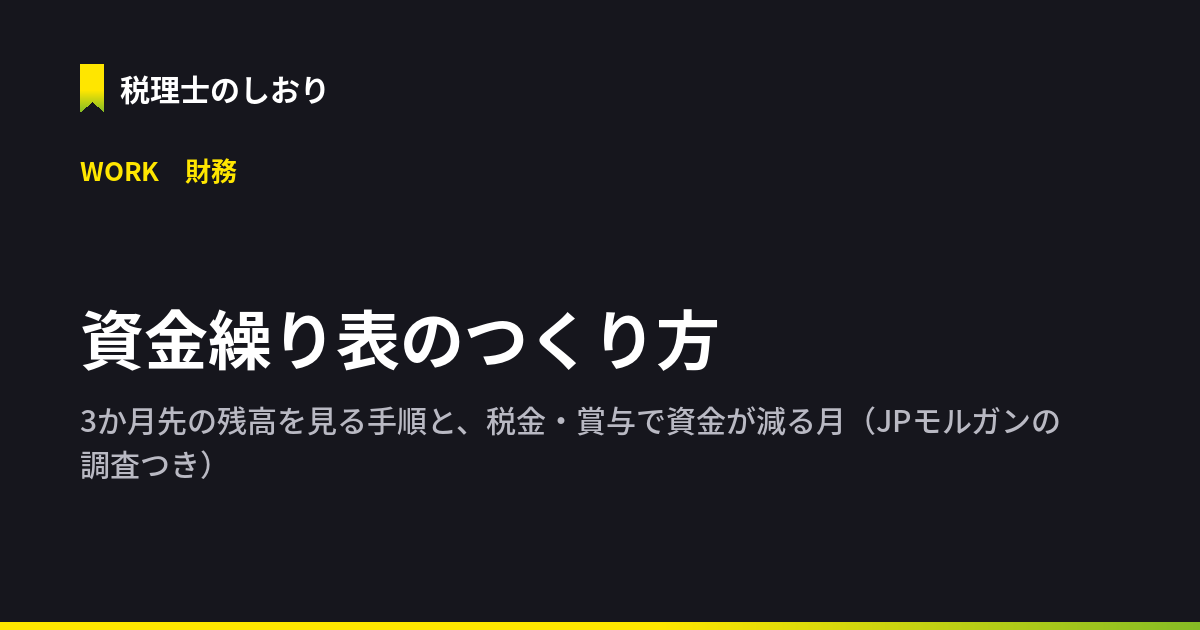 税理士のしおり
WORK 財務
資金繰り表のつくり方
3か月先の残高を見る手順と、税金・賞与で資金が減る月（JPモルガンの
調査つき）